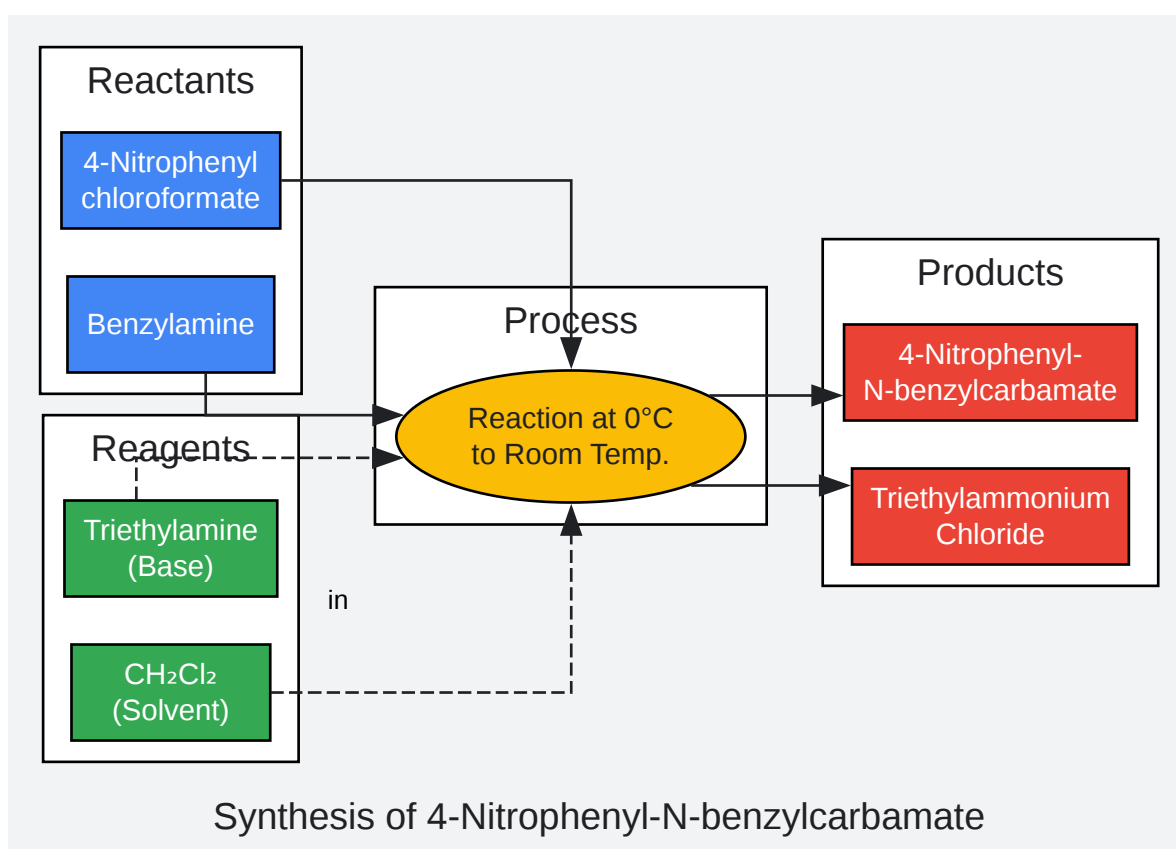 Reactants
4-Nitrophenyl
chloroformate
Benzylamine
Reagents
Triethylamine
(Base)
CH₂Cl₂
(Solvent)
in
Process
Reaction at 0°C
to Room Temp.
Products
4-Nitrophenyl-
N-benzylcarbamate
Triethylammonium
Chloride
Synthesis of 4-Nitrophenyl-N-benzylcarbamate